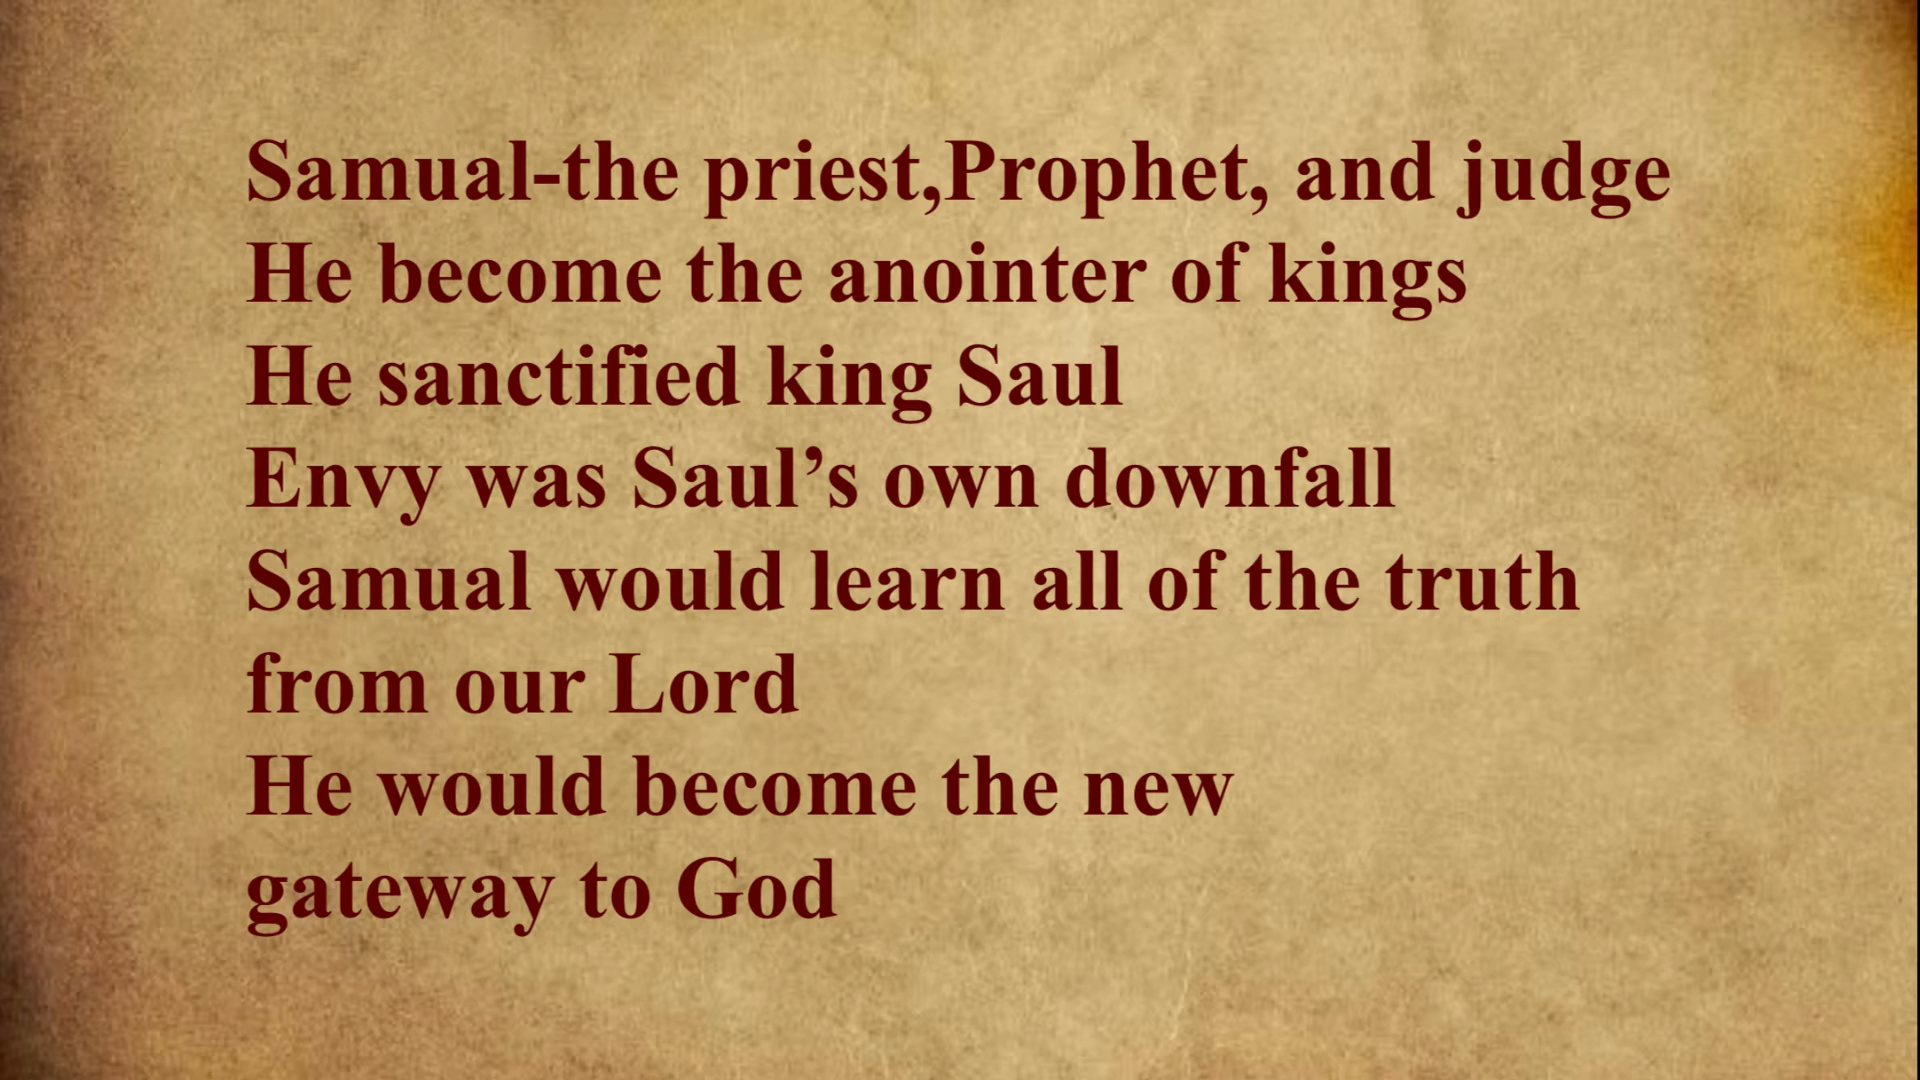 Samual-the priest,Prophet, and judge
He become the anointer of kings
He sanctified king Saul
Envy was Saul’s own downfall
Samual would learn all of the truth
from our Lord
He would become the new
gateway to God